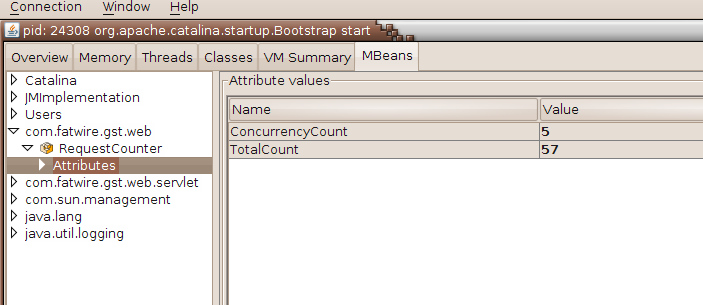 Connection Window Help
pid: 24308 org.apache.catalina.startup.Bootstrap start
Overview Memory Threads Classes VM Summary MBeans
Catalina
JMImplementation
Users
com.fatwire.gst.web
RequestCounter
Attributes
com.fatwire.gst.web.servlet
com.sun.management
java.lang
java.util.logging
Attribute values
Name Value
ConcurrencyCount 5
TotalCount 57